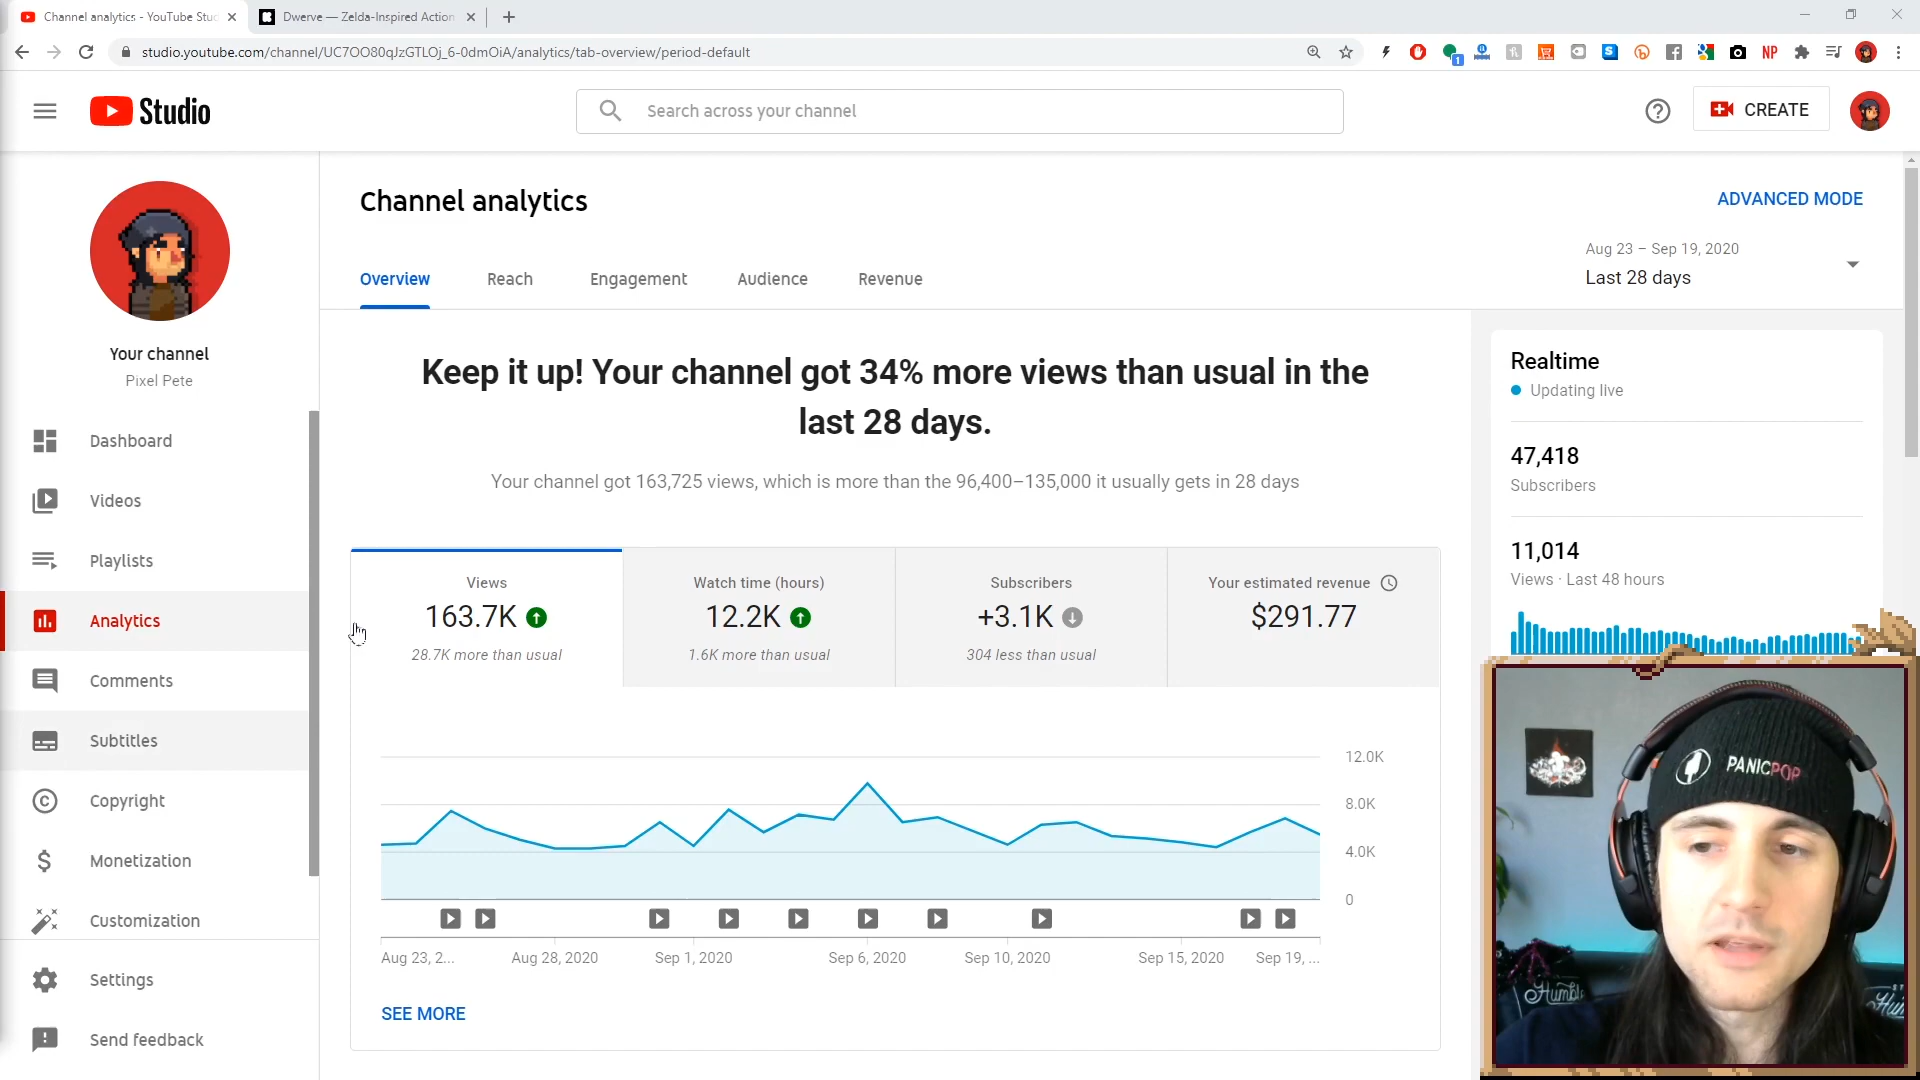 Channel analytics - YouTube Stu
Dwerve — Zelda-Inspired Action
studio.youtube.com/channel/UC7OO80qJzGTLOj_6-0dmOiA/analytics/tab-overview/period-default
1
NP
Studio
Search across your channel
CREATE
Your channel
Pixel Pete
Dashboard
Videos
Playlists
Analytics
Comments
Subtitles
Copyright
Monetization
Customization
Settings
Send feedback
Channel analytics
ADVANCED MODE
Aug 23 – Sep 19, 2020
Last 28 days
Overview
Reach
Engagement
Audience
Revenue
Keep it up! Your channel got 34% more views than usual in the
last 28 days.
Your channel got 163,725 views, which is more than the 96,400–135,000 it usually gets in 28 days
Views
163.7K
28.7K more than usual
Watch time (hours)
12.2K
1.6K more than usual
Subscribers
+3.1K
304 less than usual
Your estimated revenue
$291.77
12.0K
8.0K
4.0K
0
Aug 23, 2...
Aug 28, 2020
Sep 1, 2020
Sep 6, 2020
Sep 10, 2020
Sep 15, 2020
Sep 19, ...
SEE MORE
Realtime
Updating live
47,418
Subscribers
11,014
Views · Last 48 hours
PANICPOP
Humble